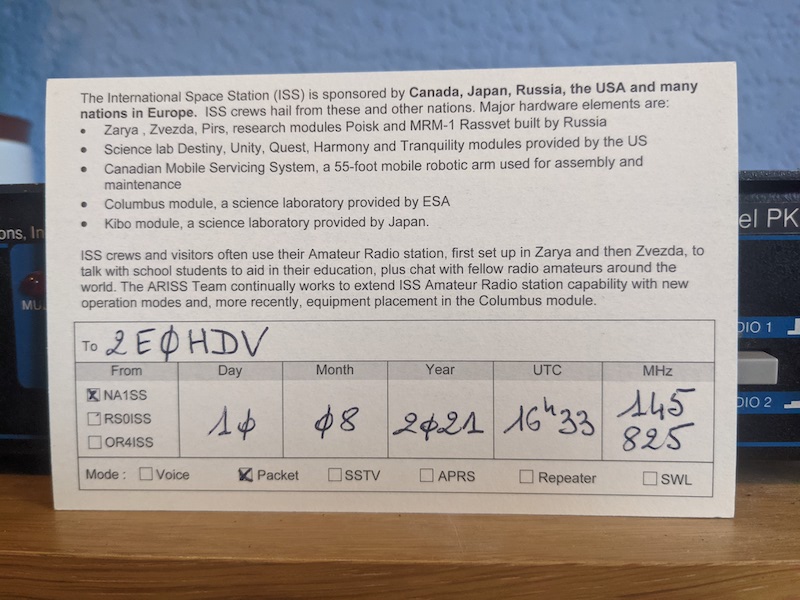 The International Space Station (ISS) is sponsored by Canada, Japan, Russia, the USA and many
nations in Europe. ISS crews hail from these and other nations. Major hardware elements are:
• Zarya , Zvezda, Pirs, research modules Poisk and MRM-1 Rassvet built by Russia
• Science lab Destiny, Unity, Quest, Harmony and Tranquility modules provided by the US
• Canadian Mobile Servicing System, a 55-foot mobile robotic arm used for assembly and
maintenance
• Columbus module, a science laboratory provided by ESA
• Kibo module, a science laboratory provided by Japan.
ISS crews and visitors often use their Amateur Radio station, first set up in Zarya and then Zvezda, to
talk with school students to aid in their education, plus chat with fellow radio amateurs around the
world. The ARISS Team continually works to extend ISS Amateur Radio station capability with new
operation modes and, more recently, equipment placement in the Columbus module.
To 2EØHDV
From Day Month Year UTC MHz
NA1SS
RS0ISS
OR4ISS
1Ø Ø8 2Ø21 16h33 145
825
Mode : Voice Packet SSTV APRS Repeater SWL
ons, In
MU
el PK
DIO 1
DIO 2